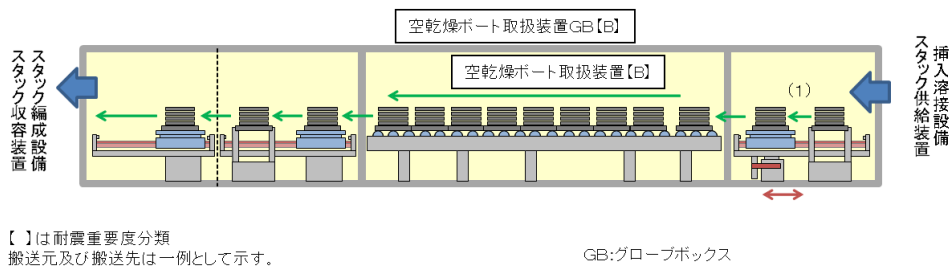 空乾燥ボート取扱装置GB【B】
空乾燥ボート取扱装置【B】
スタック編成設備
スタック収容装置
(1)
挿入溶接設備
スタック供給装置
【 】は耐震重要度分類
搬送元及び搬送先は一例として示す。
GB:グローブボックス